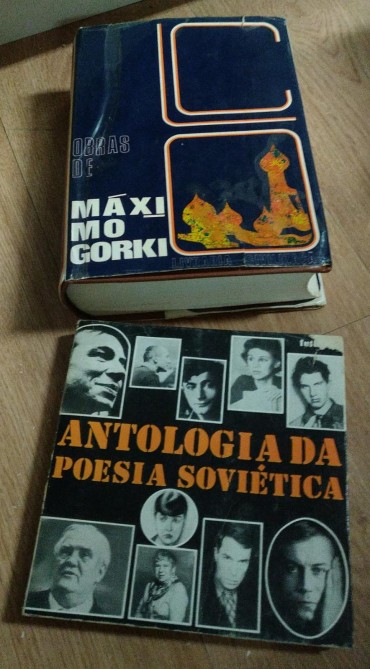 OBRAS
DE
MÁXI
MO
GORKI
ANTOLOGIA DA
POESIA SOVIÉTICA